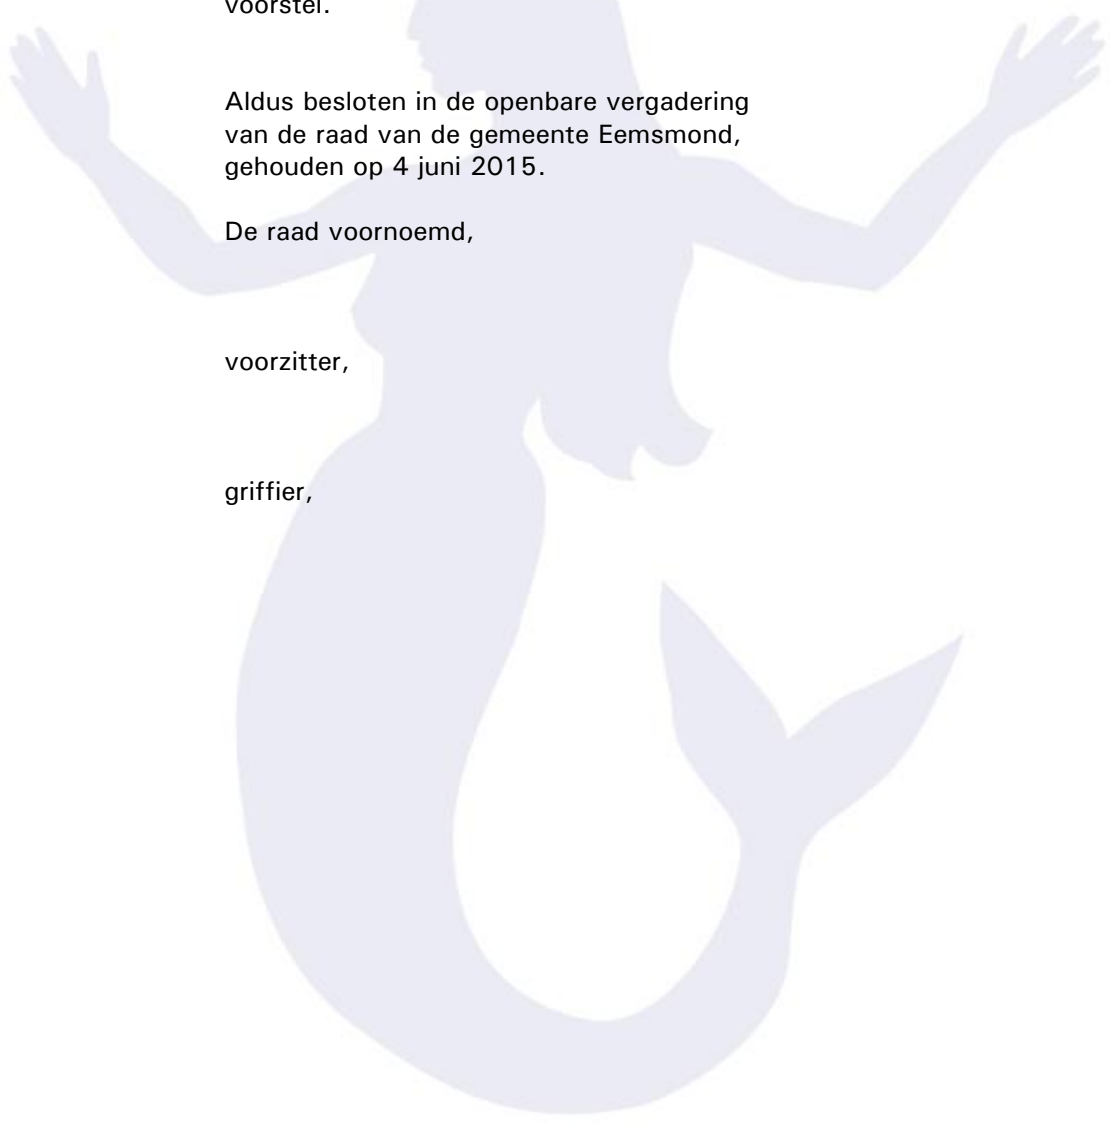 voorstel.
Aldus besloten in de openbare vergadering
van de raad van de gemeente Eemsmond,
gehouden op 4 juni 2015.
De raad voornoemd,
voorzitter,
griffier,